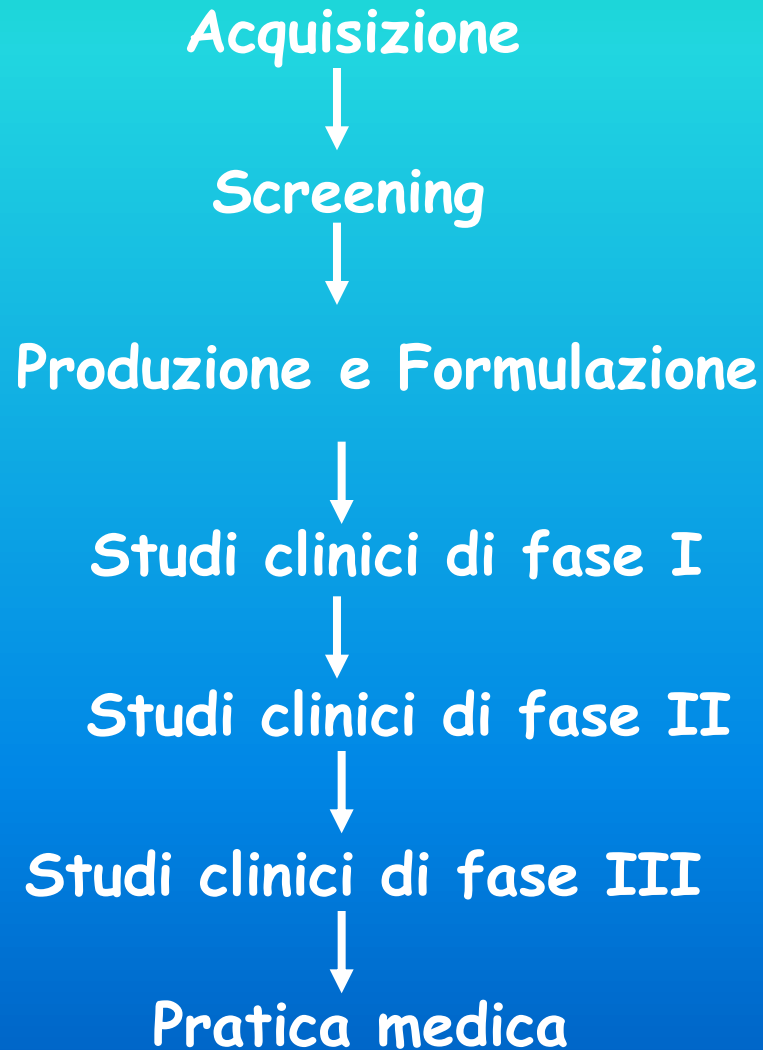 Acquisizione
Screening
Produzione e Formulazione
Studi clinici di fase I
Studi clinici di fase II
Studi clinici di fase III
Pratica medica